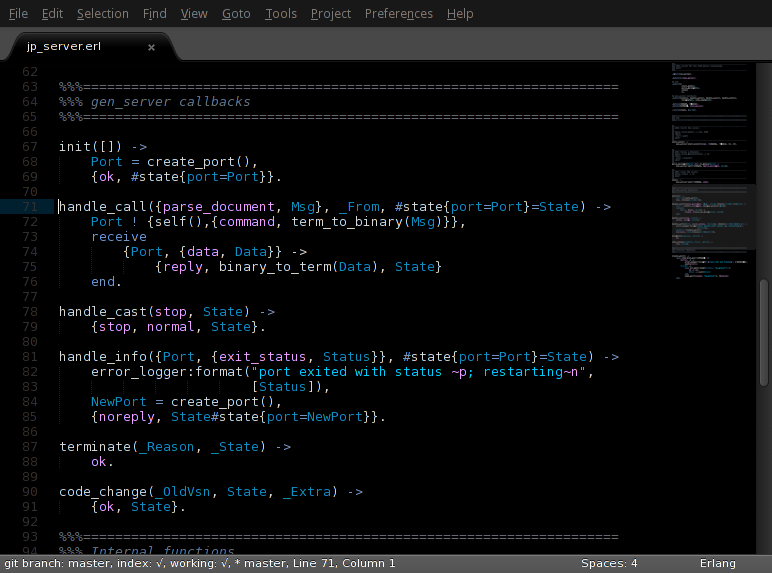 File Edit Selection Find View Goto Tools Project Preferences Help
jp_server.erl ×
62
63 %%%===================================================================
64 %%% gen_server callbacks
65 %%%===================================================================
66
67 init([]) ->
68     Port = create_port(),
69     {ok, #state{port=Port}}.
70
71 handle_call({parse_document, Msg}, _From, #state{port=Port}=State) ->
72     Port ! {self(),{command, term_to_binary(Msg)}},
73     receive
74         {Port, {data, Data}} ->
75             {reply, binary_to_term(Data), State}
76     end.
77
78 handle_cast(stop, State) ->
79     {stop, normal, State}.
80
81 handle_info({Port, {exit_status, Status}}, #state{port=Port}=State) ->
82     error_logger:format("port exited with status ~p; restarting~n",
83                         [Status]),
84     NewPort = create_port(),
85     {noreply, State#state{port=NewPort}}.
86
87 terminate(_Reason, _State) ->
88     ok.
89
90 code_change(_OldVsn, State, _Extra) ->
91     {ok, State}.
92
93 %%%===================================================================
94 %%% Internal functions
git branch: master, index: √, working: √, * master, Line 71, Column 1 Spaces: 4 Erlang